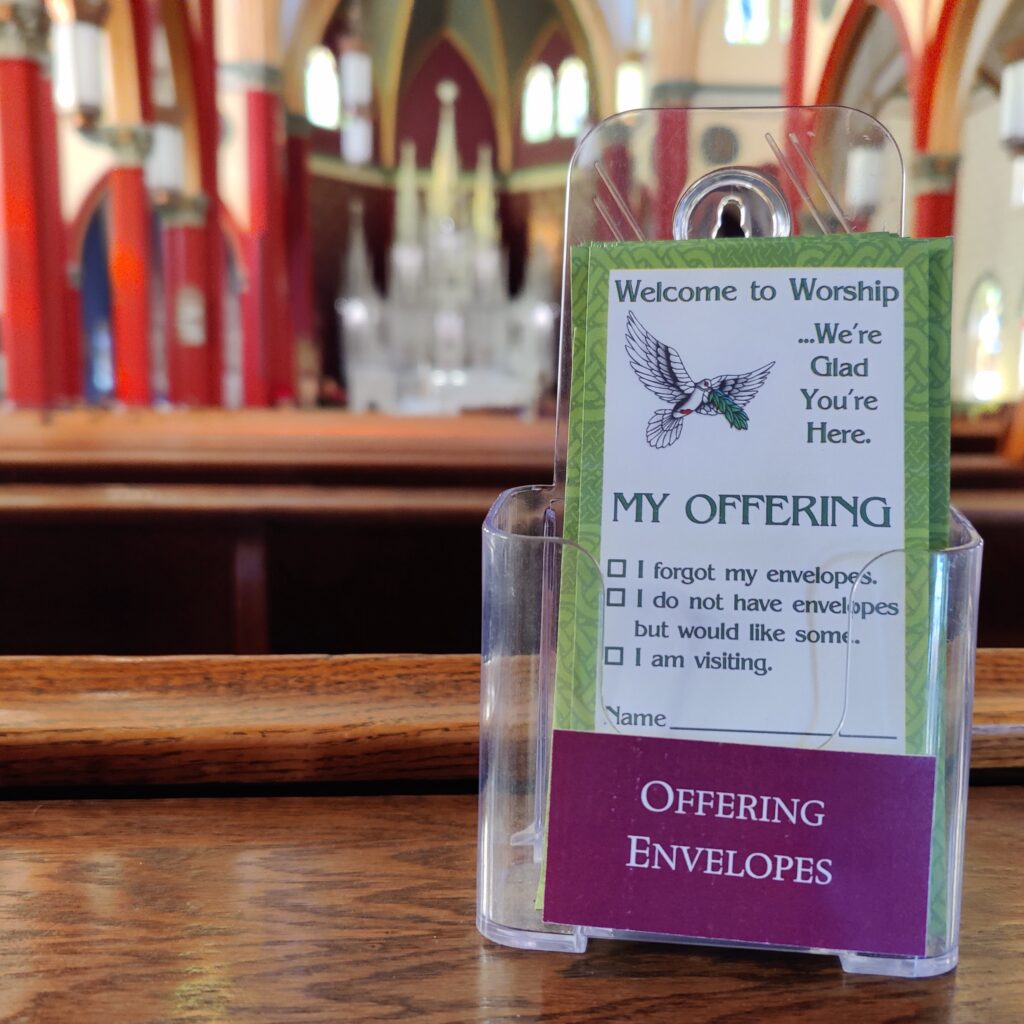 Welcome to Worship
...We're
Glad
You're
Here.
MY OFFERING
I forgot my envelopes.
I do not have envelopes
but would like some.
I am visiting.
Name
OFFERING
ENVELOPES